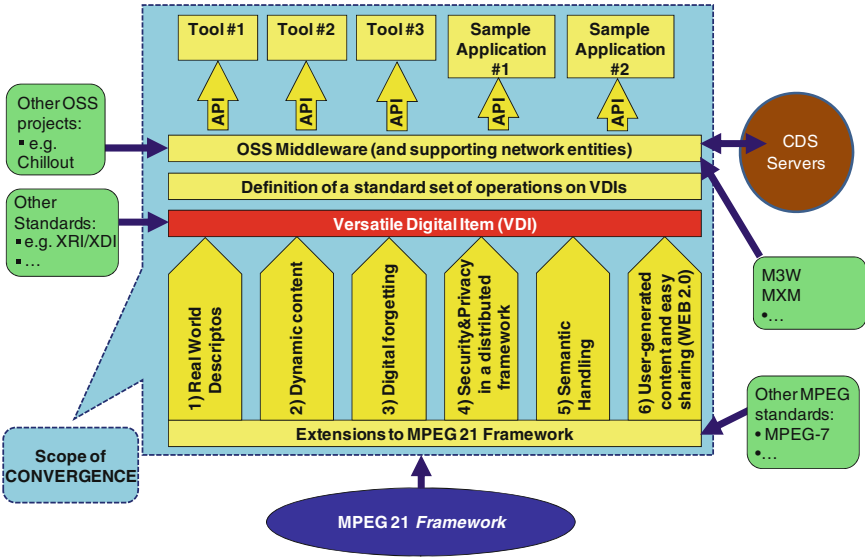 Tool #1
Tool #2
Tool #3
Sample
Application
#1
Sample
Application
#2
API
API
API
API
API
Other OSS
projects:
▪ e.g.
Chillout
OSS Middleware (and supporting network entities)
CDS
Servers
Definition of a standard set of operations on VDIs
Other
Standards:
▪ e.g. XRI/XDI
▪ ...
Versatile Digital Item (VDI)
M3W
MXM
•...
1) Real World
Descriptos
2) Dynamic content
3) Digital forgetting
4) Security&Privacy
in a distributed
framework
5) Semantic
Handling
6) User-generated
content and easy
sharing (WEB 2.0)
Extensions to MPEG 21 Framework
Other MPEG
standards:
• MPEG-7
•...
Scope of
CONVERGENCE
MPEG 21 Framework